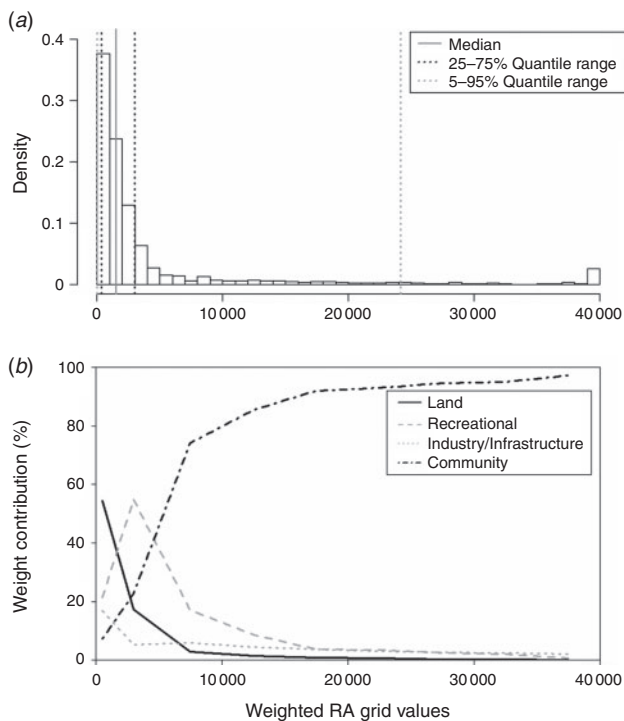 (a)
0.4
0.3
0.2
0.1
0
Density
Median
25–75% Quantile range
5–95% Quantile range
0
10 000
20 000
30 000
40 000
(b)
100
80
60
40
20
0
Weight contribution (%)
Land
Recreational
Industry/Infrastructure
Community
0
10 000
20 000
30 000
40 000
Weighted RA grid values